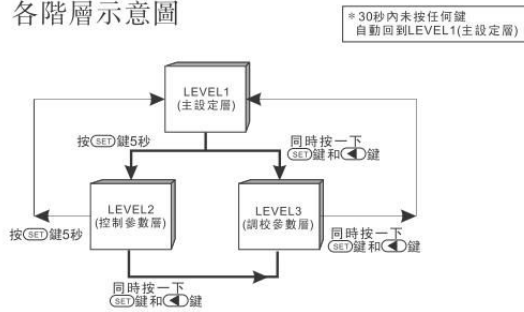 各階層示意圖
*30秒內未按任何鍵
自動回到LEVEL1(主設定層)
LEVEL1
(主設定層)
按SET鍵5秒
同時按一下
SET鍵和◀鍵
LEVEL2
(控制參數層)
LEVEL3
(調校參數層)
按SET鍵5秒
同時按一下
SET鍵和◀鍵
同時按一下
SET鍵和◀鍵